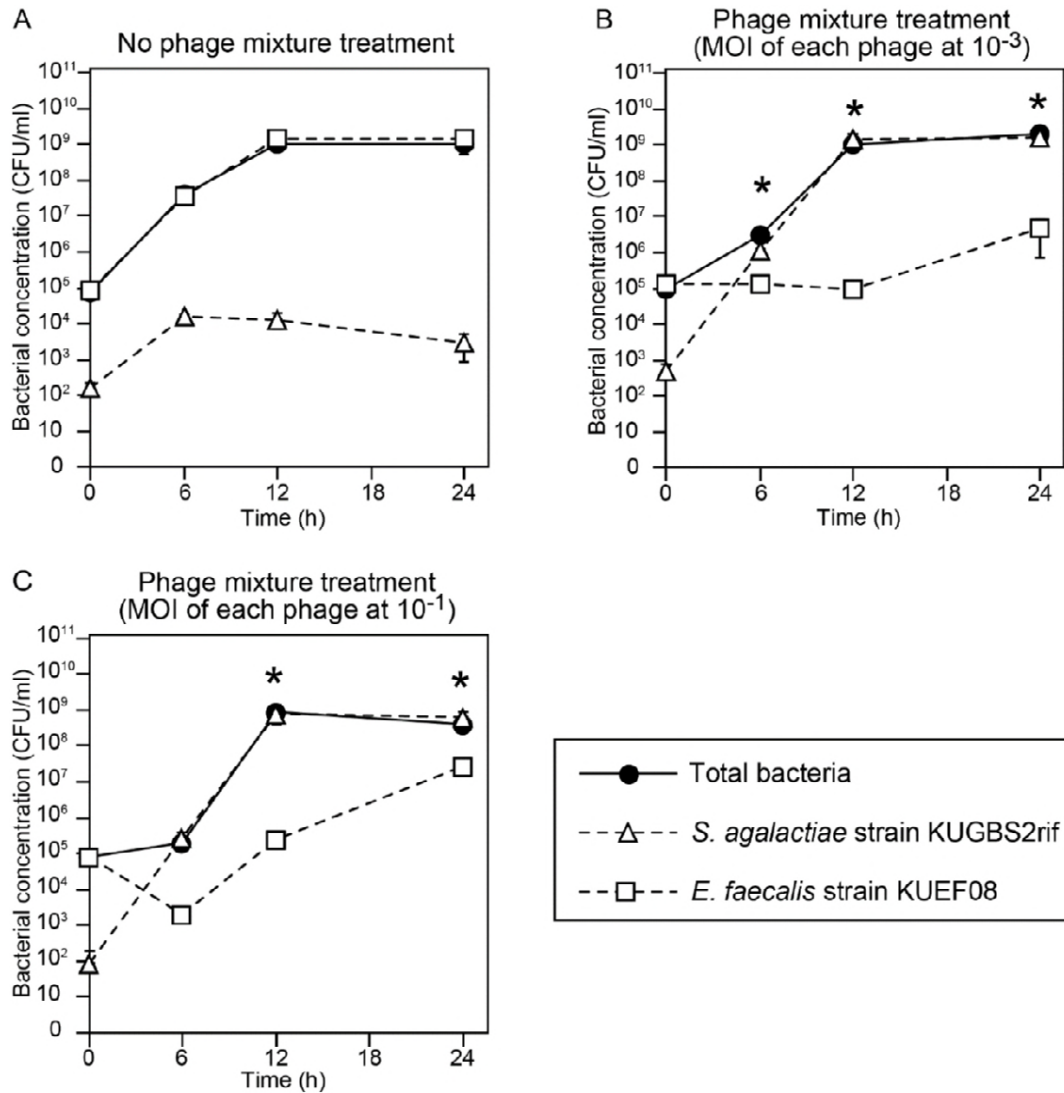 A
No phage mixture treatment
Bacterial concentration (CFU/ml)
10¹¹
10¹⁰
10⁹
10⁸
10⁷
10⁶
10⁵
10⁴
10³
10²
10
0
0 6 12 18 24
Time (h)
B
Phage mixture treatment
(MOI of each phage at 10⁻³)
Bacterial concentration (CFU/ml)
10¹¹
10¹⁰
10⁹
10⁸
10⁷
10⁶
10⁵
10⁴
10³
10²
10
0
* * *
0 6 12 18 24
Time (h)
C
Phage mixture treatment
(MOI of each phage at 10⁻¹)
Bacterial concentration (CFU/ml)
10¹¹
10¹⁰
10⁹
10⁸
10⁷
10⁶
10⁵
10⁴
10³
10²
10
0
* *
0 6 12 18 24
Time (h)
Total bacteria
S. agalactiae strain KUGBS2rif
E. faecalis strain KUEF08